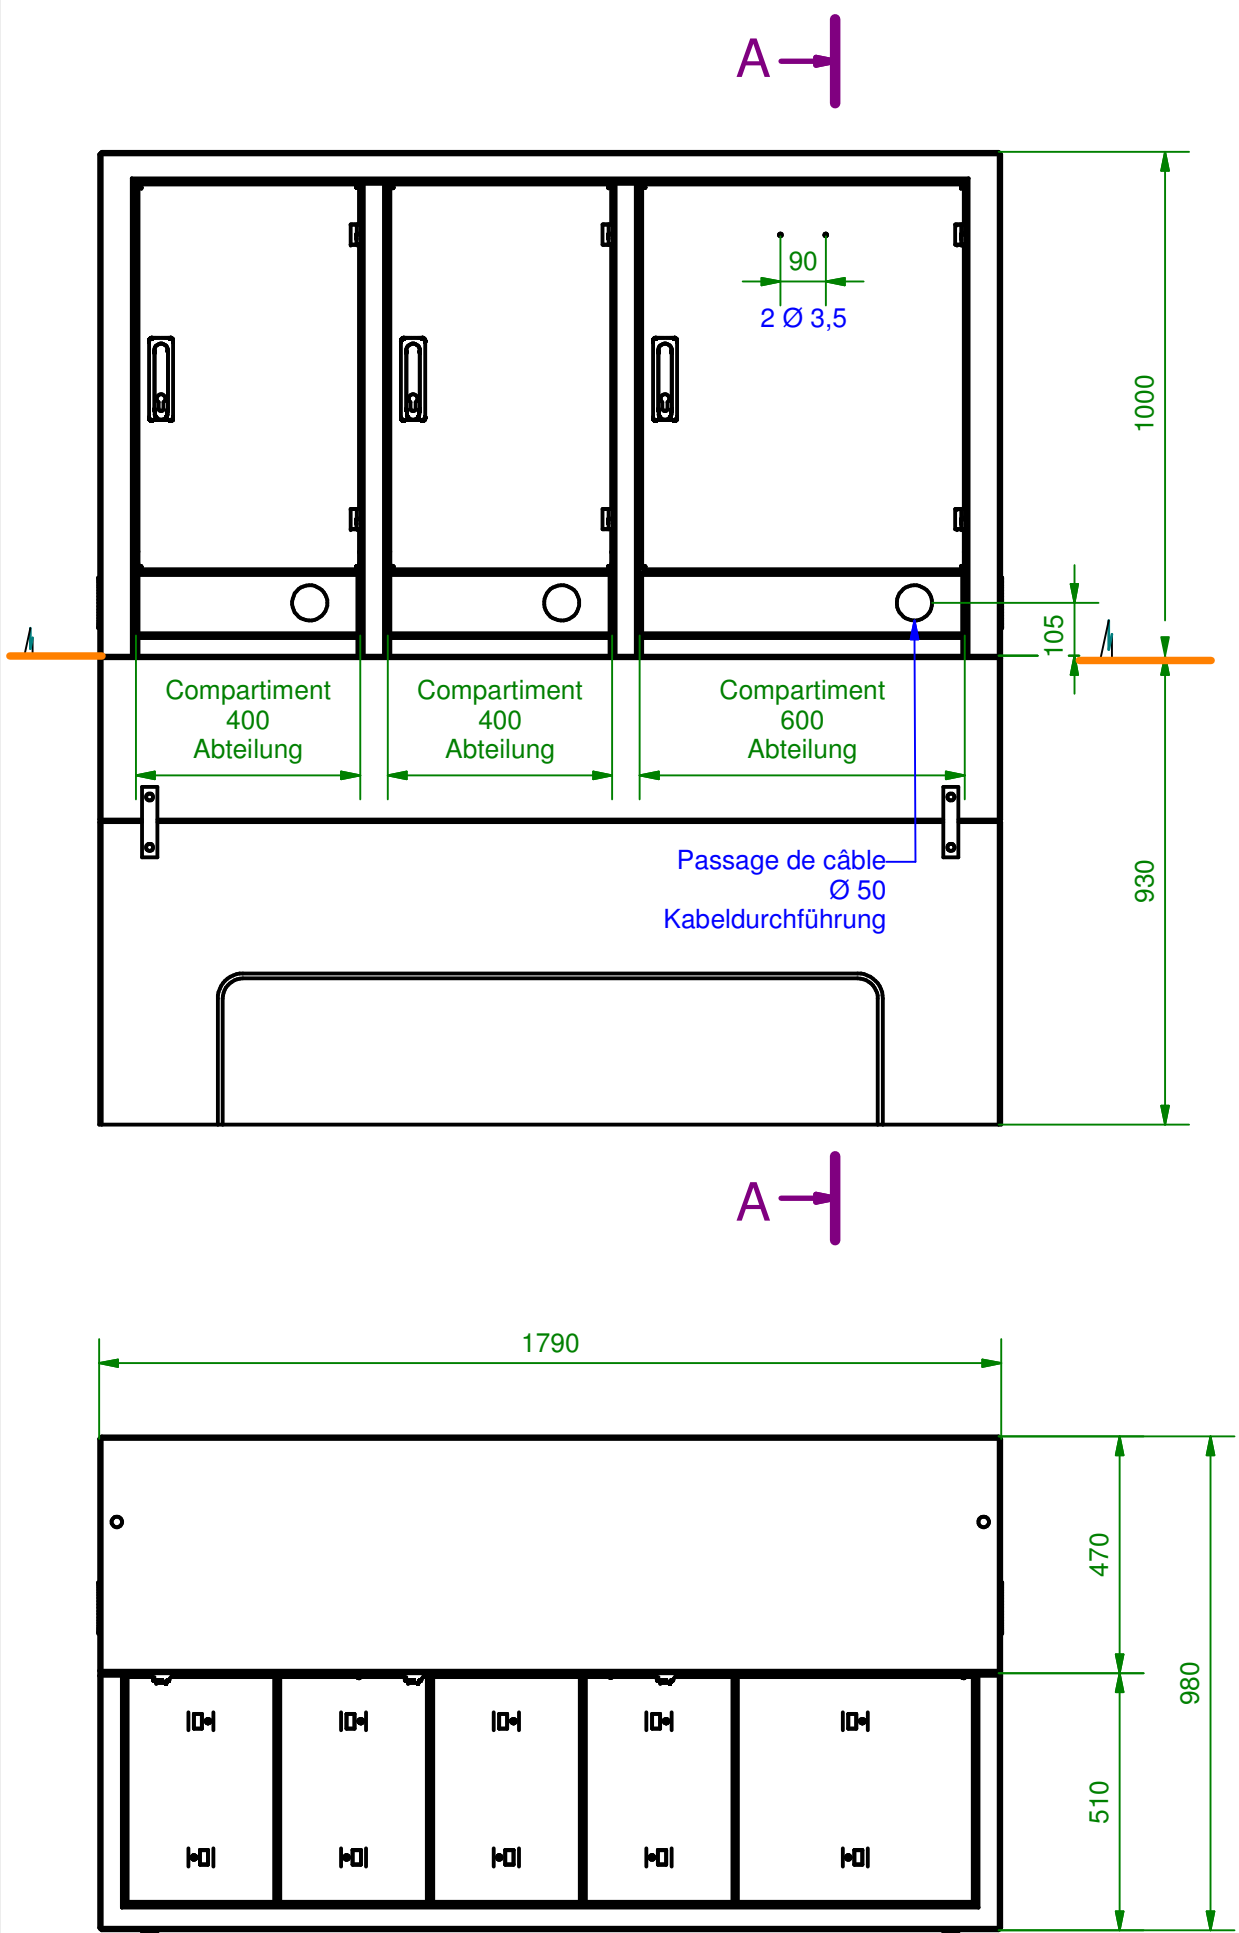 A
90
2 Ø 3,5
1000
105
Compartiment
400
Abteilung
Compartiment
400
Abteilung
Compartiment
600
Abteilung
Passage de câble
Ø 50
Kabeldurchführung
930
A
1790
470
980
510